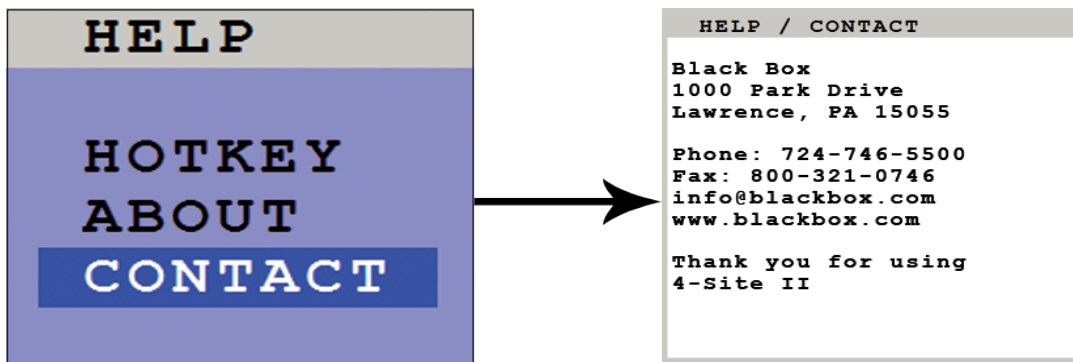 HELP
HOTKEY
ABOUT
CONTACT
HELP / CONTACT
Black Box
1000 Park Drive
Lawrence, PA 15055
Phone: 724-746-5500
Fax: 800-321-0746
info@blackbox.com
www.blackbox.com
Thank you for using
4-Site II